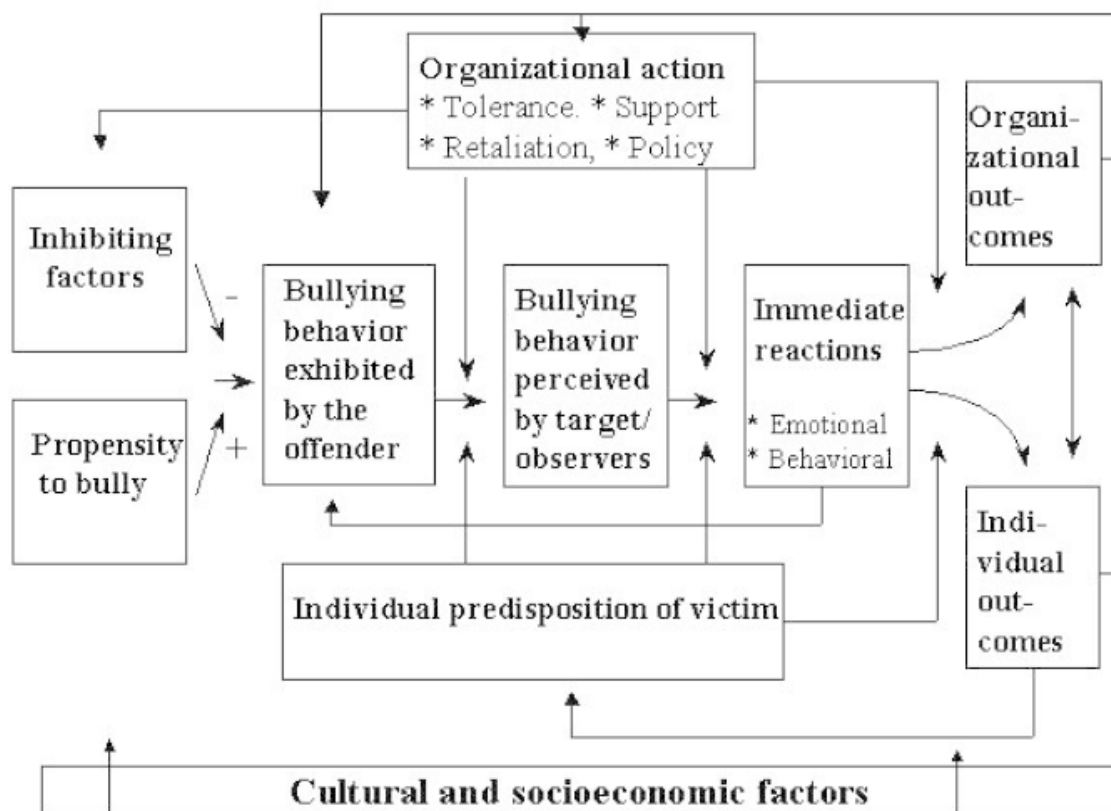 Organizational action
* Tolerance. * Support
* Retaliation, * Policy
Organi-
zational
out-
comes
Inhibiting
factors
-
Bullying
behavior
exhibited
by the
offender
Bullying
behavior
perceived
by target/
observers
Immediate
reactions
* Emotional
* Behavioral
Propensity
to bully
+
Indi-
vidual
out-
comes
Individual predisposition of victim
Cultural and socioeconomic factors